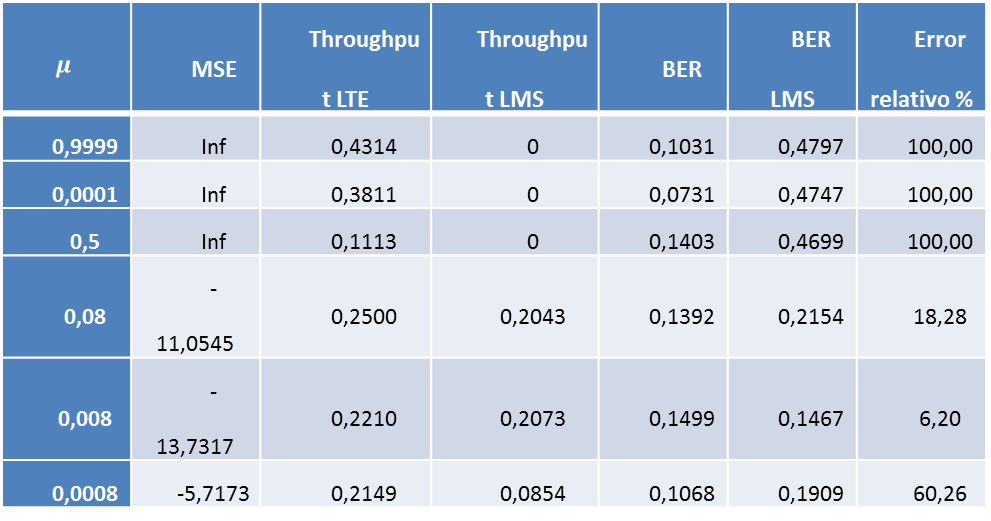 μ MSE Throughpu
t LTE Throughpu
t LMS BER BER
LMS Error
relativo %
0,9999 Inf 0,4314 0 0,1031 0,4797 100,00
0,0001 Inf 0,3811 0 0,0731 0,4747 100,00
0,5 Inf 0,1113 0 0,1403 0,4699 100,00
0,08 -
11,0545 0,2500 0,2043 0,1392 0,2154 18,28
0,008 -
13,7317 0,2210 0,2073 0,1499 0,1467 6,20
0,0008 -5,7173 0,2149 0,0854 0,1068 0,1909 60,26